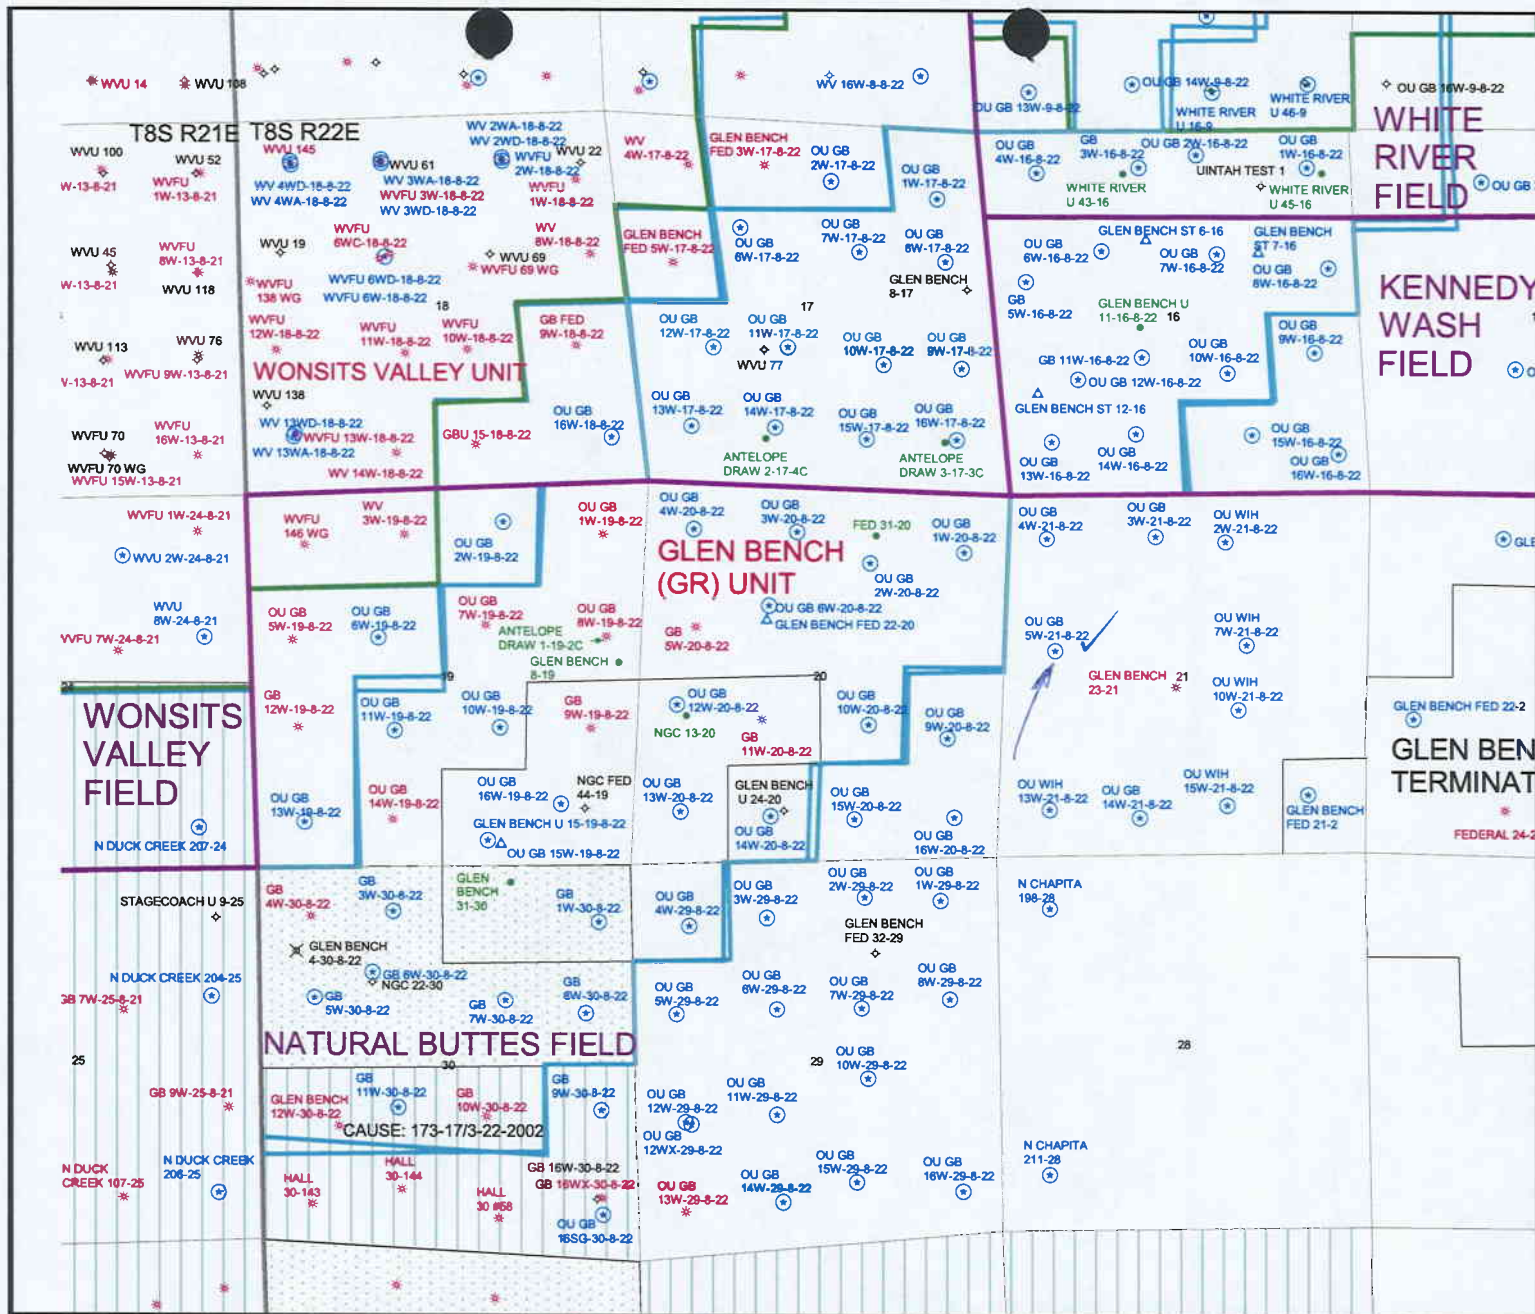 WVU 14
WVU 108
WV 16W-8-8-22
OU GB 13W-9-8-22
OU GB 14W-9-8-22
WHITE RIVER
U 16-9
WHITE RIVER
U 46-9
OU GB 16W-9-8-22
WHITE
RIVER
FIELD
T8S R21E
T8S R22E
WVU 100
W-13-8-21
WVU 52
WVFU
1W-13-8-21
WVU 145
WV 4WD-18-8-22
WV 4WA-18-8-22
WVU 61
WV 3WA-18-8-22
WVFU 3W-18-8-22
WV 3WD-18-8-22
WV 2WA-18-8-22
WV 2WD-18-8-22
WVFU
2W-18-8-22
WVU 22
WVFU
1W-18-8-22
WV
4W-17-8-22
GLEN BENCH
FED 3W-17-8-22
OU GB
2W-17-8-22
OU GB
1W-17-8-22
OU GB
4W-16-8-22
GB
3W-16-8-22
WHITE RIVER
U 43-16
OU GB 2W-16-8-22
UINTAH TEST 1
OU GB
1W-16-8-22
WHITE RIVER
U 45-16
OU GB
WVU 45
W-13-8-21
WVFU
8W-13-8-21
WVU 118
WVU 19
WVFU
6WC-18-8-22
WVFU 6WD-18-8-22
WVFU 6W-18-8-22
WVFU
138 WG
WVU 69
WVFU 69 WG
WV
8W-18-8-22
18
GLEN BENCH
FED 5W-17-8-22
OU GB
6W-17-8-22
OU GB
7W-17-8-22
OU GB
8W-17-8-22
GLEN BENCH
8-17
17
OU GB
6W-16-8-22
GLEN BENCH ST 6-16
OU GB
7W-16-8-22
GLEN BENCH
ST 7-16
OU GB
8W-16-8-22
GB
5W-16-8-22
GLEN BENCH U
11-16-8-22
16
KENNEDY
WASH
FIELD
WVU 113
V-13-8-21
WVU 76
WVFU 9W-13-8-21
WVFU
12W-18-8-22
WVFU
11W-18-8-22
WVFU
10W-18-8-22
GB FED
9W-18-8-22
WONSITS VALLEY UNIT
OU GB
12W-17-8-22
OU GB
11W-17-8-22
WVU 77
OU GB
10W-17-8-22
OU GB
9W-17-8-22
GB 11W-16-8-22
OU GB 12W-16-8-22
OU GB
10W-16-8-22
OU GB
9W-16-8-22
GLEN BENCH ST 12-16
WVU 138
WV 13WD-18-8-22
WVFU 13W-18-8-22
WV 13WA-18-8-22
WV 14W-18-8-22
GBU 15-18-8-22
OU GB
16W-18-8-22
OU GB
13W-17-8-22
OU GB
14W-17-8-22
ANTELOPE
DRAW 2-17-4C
OU GB
15W-17-8-22
OU GB
16W-17-8-22
ANTELOPE
DRAW 3-17-3C
OU GB
13W-16-8-22
OU GB
14W-16-8-22
OU GB
15W-16-8-22
OU GB
16W-16-8-22
WVFU 70
WVFU
16W-13-8-21
WVFU 70 WG
WVFU 15W-13-8-21
WVFU 1W-24-8-21
WVU 2W-24-8-21
WVFU
146 WG
WV
3W-19-8-22
OU GB
2W-19-8-22
OU GB
1W-19-8-22
OU GB
4W-20-8-22
OU GB
3W-20-8-22
FED 31-20
OU GB
1W-20-8-22
OU GB
2W-20-8-22
GLEN BENCH
(GR) UNIT
OU GB
4W-21-8-22
OU GB
3W-21-8-22
OU WIH
2W-21-8-22
GLE
WVU
8W-24-8-21
VVFU 7W-24-8-21
OU GB
5W-19-8-22
OU GB
6W-19-8-22
OU GB
7W-19-8-22
OU GB
8W-19-8-22
ANTELOPE
DRAW 1-19-2C
GLEN BENCH
8-19
GB
5W-20-8-22
OU GB 6W-20-8-22
GLEN BENCH FED 22-20
OU GB
5W-21-8-22
OU WIH
7W-21-8-22
GLEN BENCH
23-21
21
24
19
20
WONSITS
VALLEY
FIELD
GB
12W-19-8-22
OU GB
11W-19-8-22
OU GB
10W-19-8-22
GB
9W-19-8-22
OU GB
12W-20-8-22
NGC 13-20
GB
11W-20-8-22
OU GB
10W-20-8-22
OU GB
9W-20-8-22
OU WIH
10W-21-8-22
GLEN BENCH FED 22-2
GLEN BEN
TERMINAT
N DUCK CREEK 207-24
OU GB
13W-19-8-22
OU GB
14W-19-8-22
OU GB
16W-19-8-22
NGC FED
44-19
GLEN BENCH U 15-19-8-22
OU GB 15W-19-8-22
OU GB
13W-20-8-22
GLEN BENCH
U 24-20
OU GB
14W-20-8-22
OU GB
15W-20-8-22
OU GB
16W-20-8-22
OU WIH
13W-21-8-22
OU GB
14W-21-8-22
OU WIH
15W-21-8-22
GLEN BENCH
FED 21-2
FEDERAL 24-2
STAGECOACH U 9-25
GB
4W-30-8-22
GB
3W-30-8-22
GLEN
BENCH
31-30
GB
1W-30-8-22
OU GB
4W-29-8-22
OU GB
3W-29-8-22
OU GB
2W-29-8-22
OU GB
1W-29-8-22
GLEN BENCH
FED 32-29
N CHAPITA
198-28
GLEN BENCH
4-30-8-22
N DUCK CREEK 204-25
GB 7W-25-8-21
GB 6W-30-8-22
NGC 22-30
GB
5W-30-8-22
GB
7W-30-8-22
GB
8W-30-8-22
OU GB
5W-29-8-22
OU GB
6W-29-8-22
OU GB
7W-29-8-22
OU GB
8W-29-8-22
NATURAL BUTTES FIELD
25
30
29
28
GB 9W-25-8-21
GLEN BENCH
12W-30-8-22
GB
11W-30-8-22
GB
10W-30-8-22
GB
9W-30-8-22
CAUSE: 173-17/3-22-2002
OU GB
12W-29-8-22
OU GB
12WX-29-8-22
OU GB
11W-29-8-22
OU GB
10W-29-8-22
N DUCK
CREEK 107-25
N DUCK CREEK
206-25
HALL
30-143
HALL
30-144
HALL
30 #58
GB 16W-30-8-22
GB 16WX-30-8-22
OU GB
16SG-30-8-22
OU GB
13W-29-8-22
OU GB
14W-29-8-22
OU GB
15W-29-8-22
OU GB
16W-29-8-22
N CHAPITA
211-28